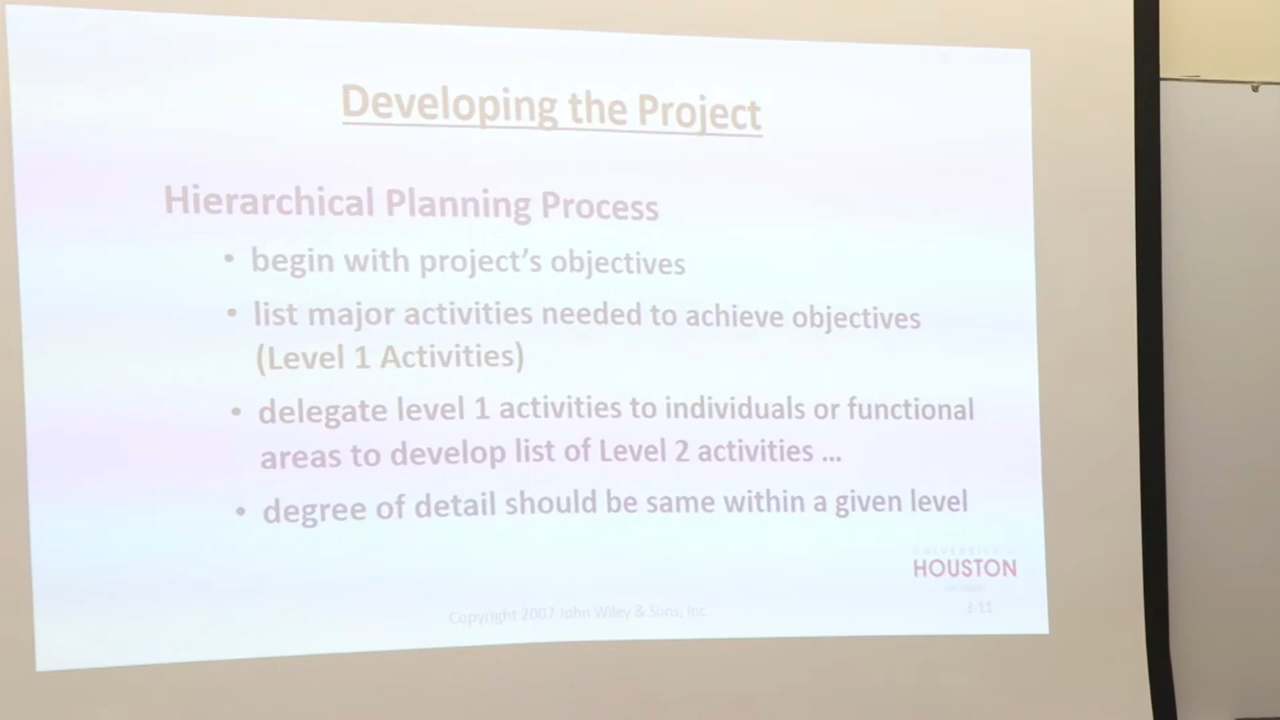 Developing the Project
Hierarchical Planning Process
• begin with project's objectives
• list major activities needed to achieve objectives
(Level 1 Activities)
• delegate level 1 activities to individuals or functional
areas to develop list of Level 2 activities ...
• degree of detail should be same within a given level
UNIVERSITY of
HOUSTON
Copyright 2007 John Wiley & Sons, Inc.
3-11